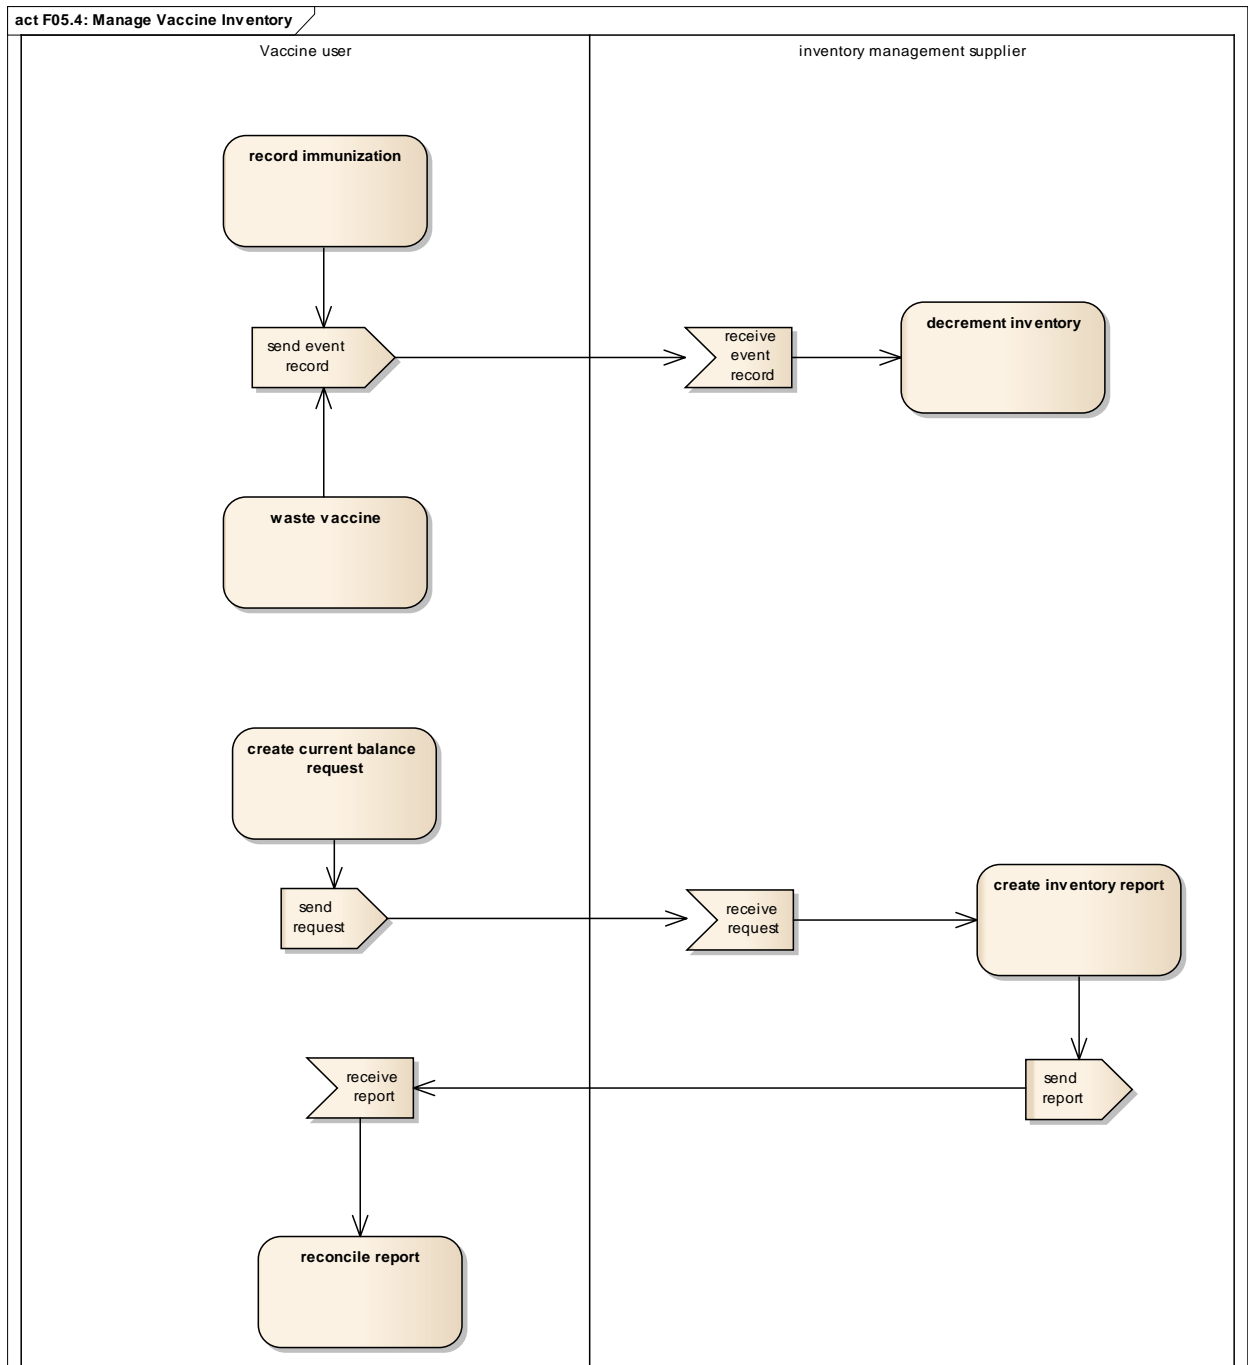 act F05.4: Manage Vaccine Inventory
Vaccine user
inventory management supplier
record immunization
send event
record
receive
event
record
decrement inventory
waste vaccine
create current balance
request
send
request
receive
request
create inventory report
receive
report
send
report
reconcile report